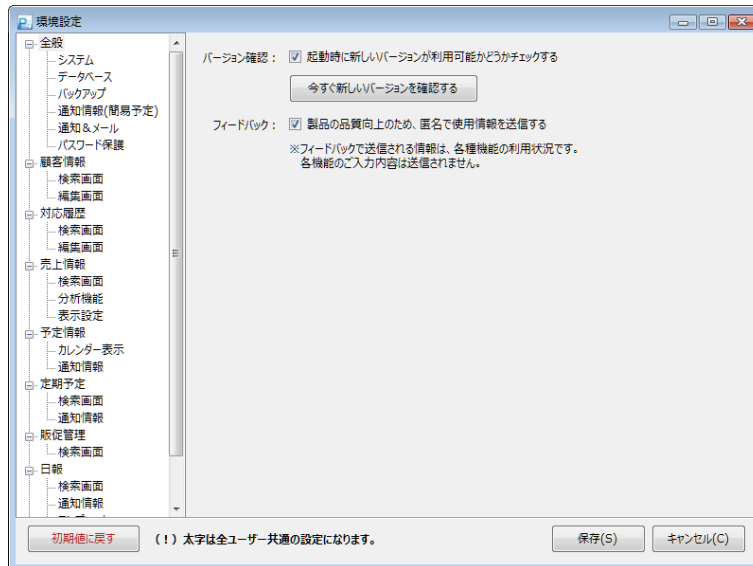 環境設定
全般
システム
データベース
バックアップ
通知情報(簡易予定)
通知&メール
パスワード保護
顧客情報
検索画面
編集画面
対応履歴
検索画面
編集画面
売上情報
検索画面
分析機能
表示設定
予定情報
カレンダー表示
通知情報
定期予定
検索画面
通知情報
販促管理
検索画面
日報
検索画面
通知情報
バージョン確認: 起動時に新しいバージョンが利用可能かどうかチェックする
今すぐ新しいバージョンを確認する
フィードバック: 製品の品質向上のため、匿名で使用情報を送信する
※フィードバックで送信される情報は、各種機能の利用状況です。
各機能のご入力内容は送信されません。
初期値に戻す (!)太字は全ユーザー共通の設定になります。 保存(S) キャンセル(C)